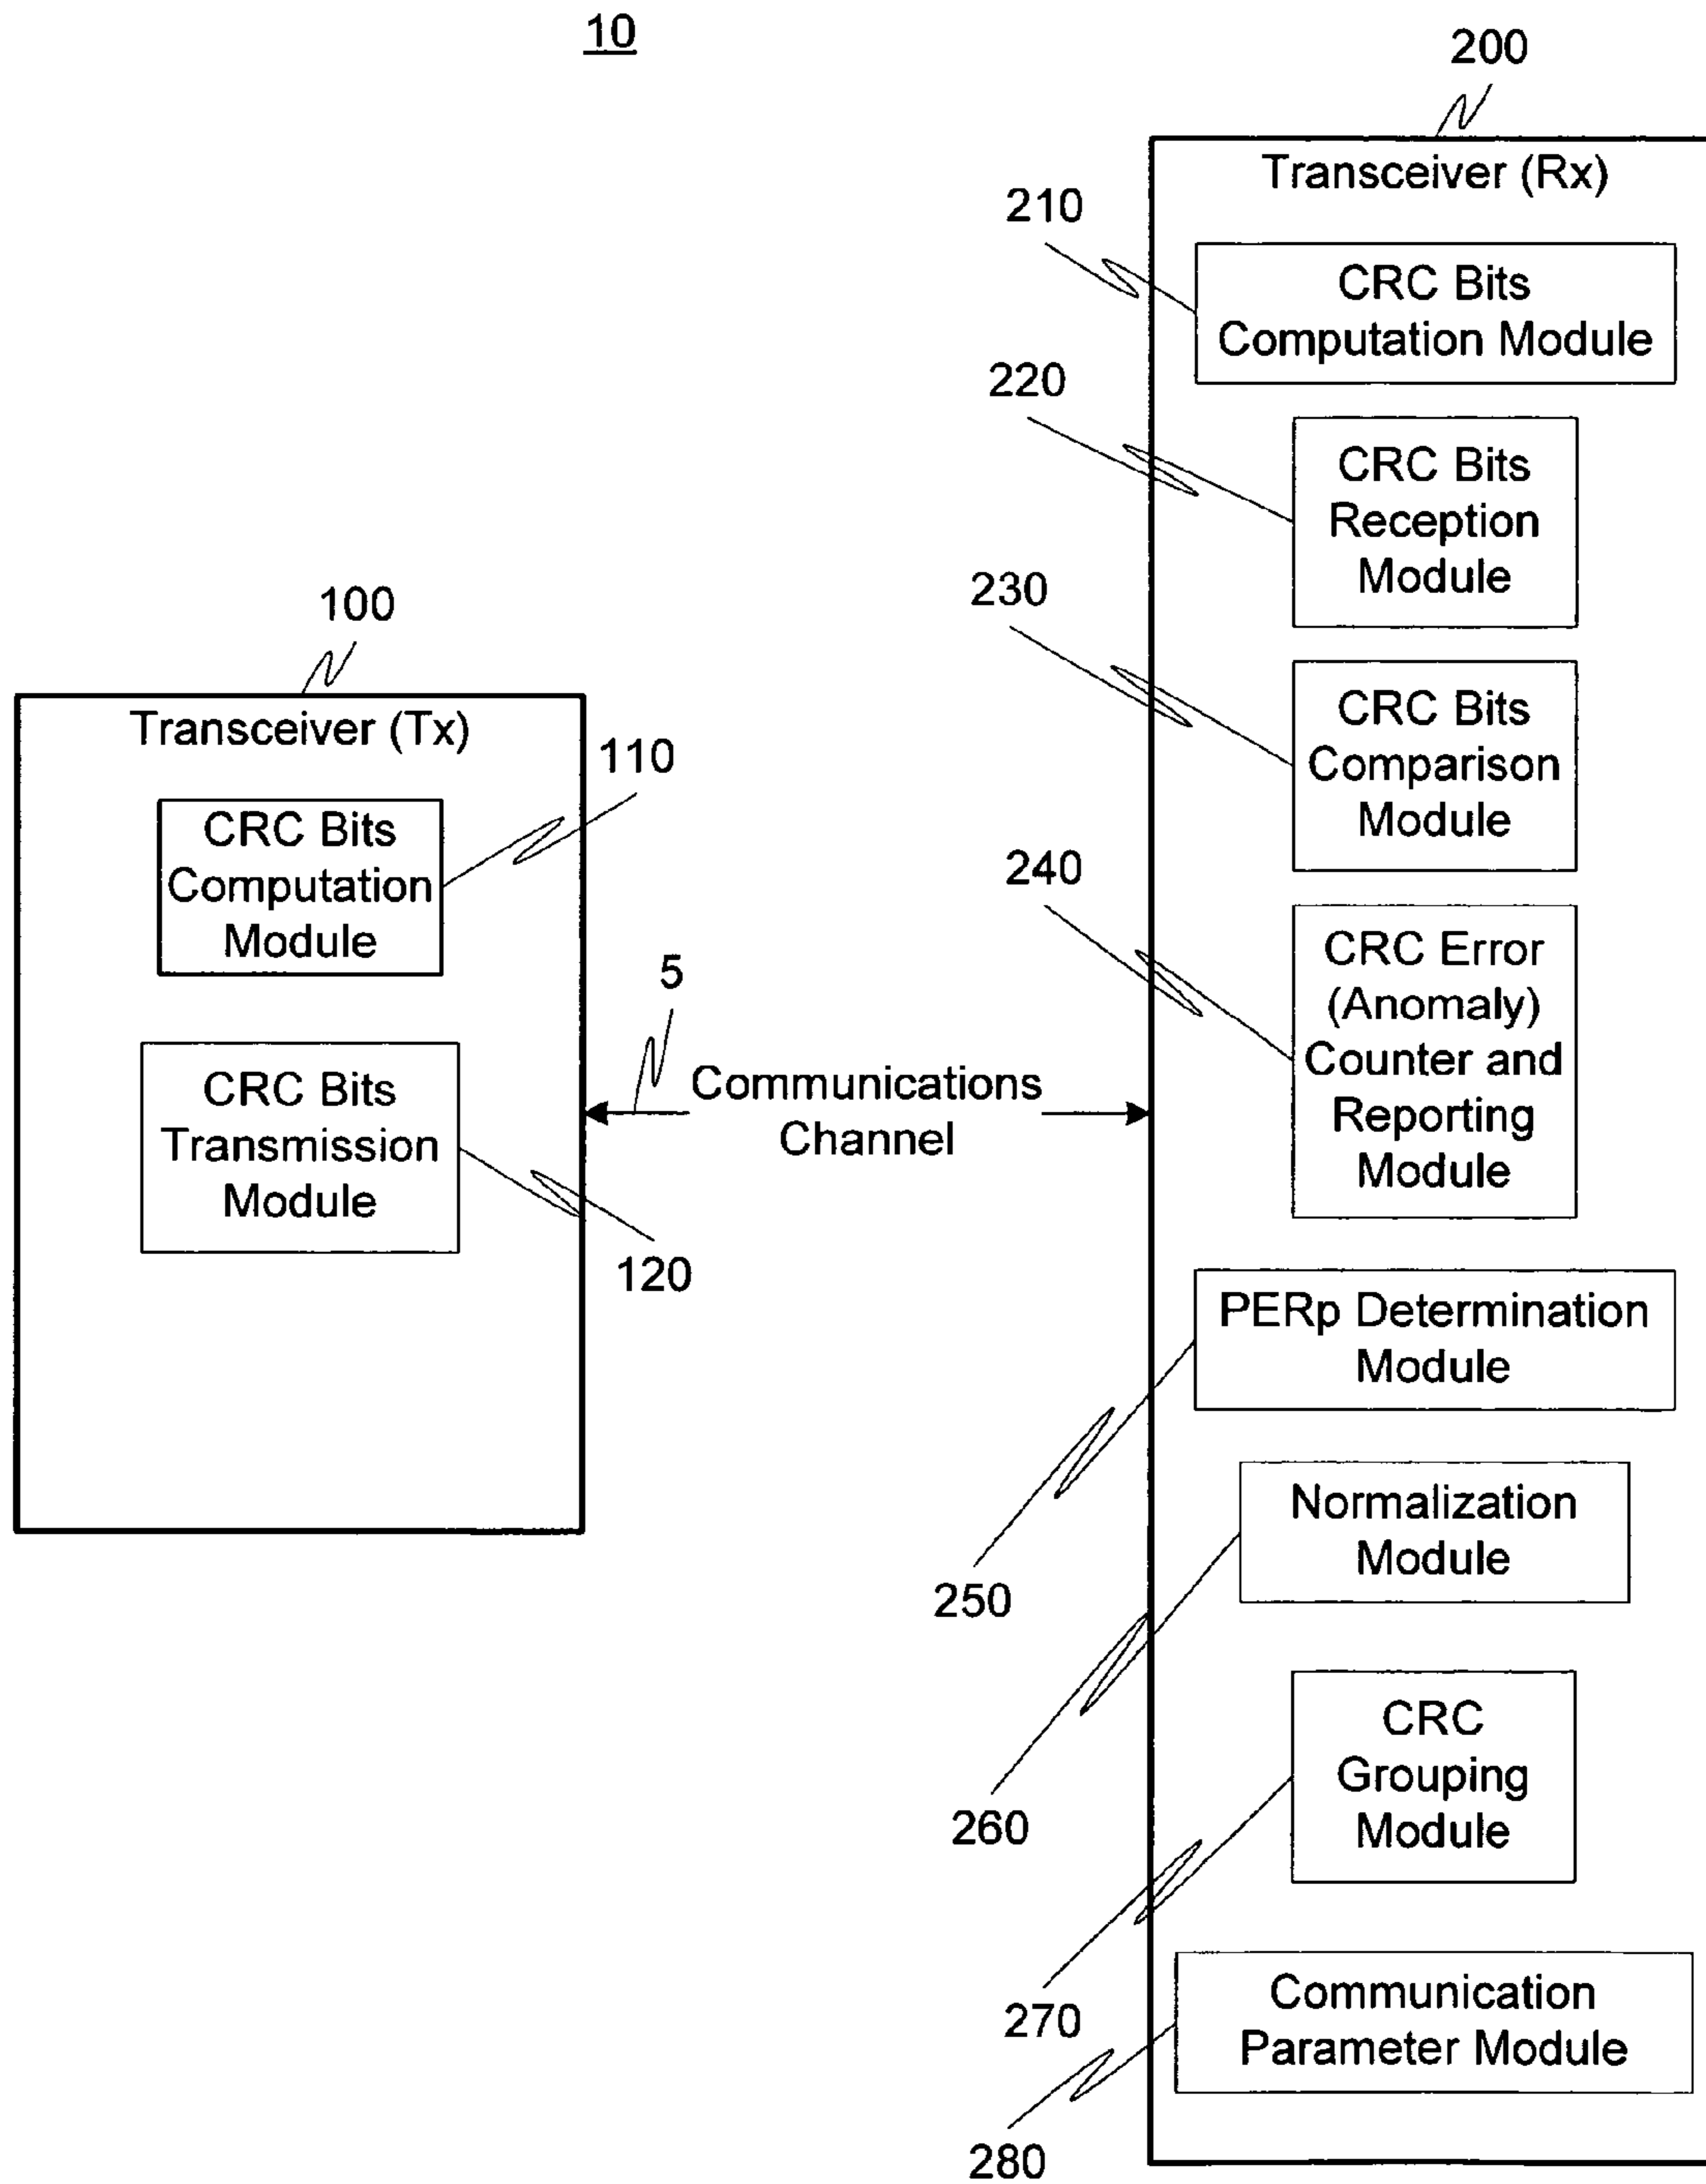 10
200
Transceiver (Rx)
210
CRC Bits
Computation Module
220
CRC Bits
Reception
Module
230
CRC Bits
Comparison
Module
240
CRC Error
(Anomaly)
Counter and
Reporting
Module
100
Transceiver (Tx)
110
CRC Bits
Computation
Module
5
Communications
Channel
CRC Bits
Transmission
Module
120
PERp Determination
Module
250
Normalization
Module
260
CRC
Grouping
Module
270
Communication
Parameter Module
280